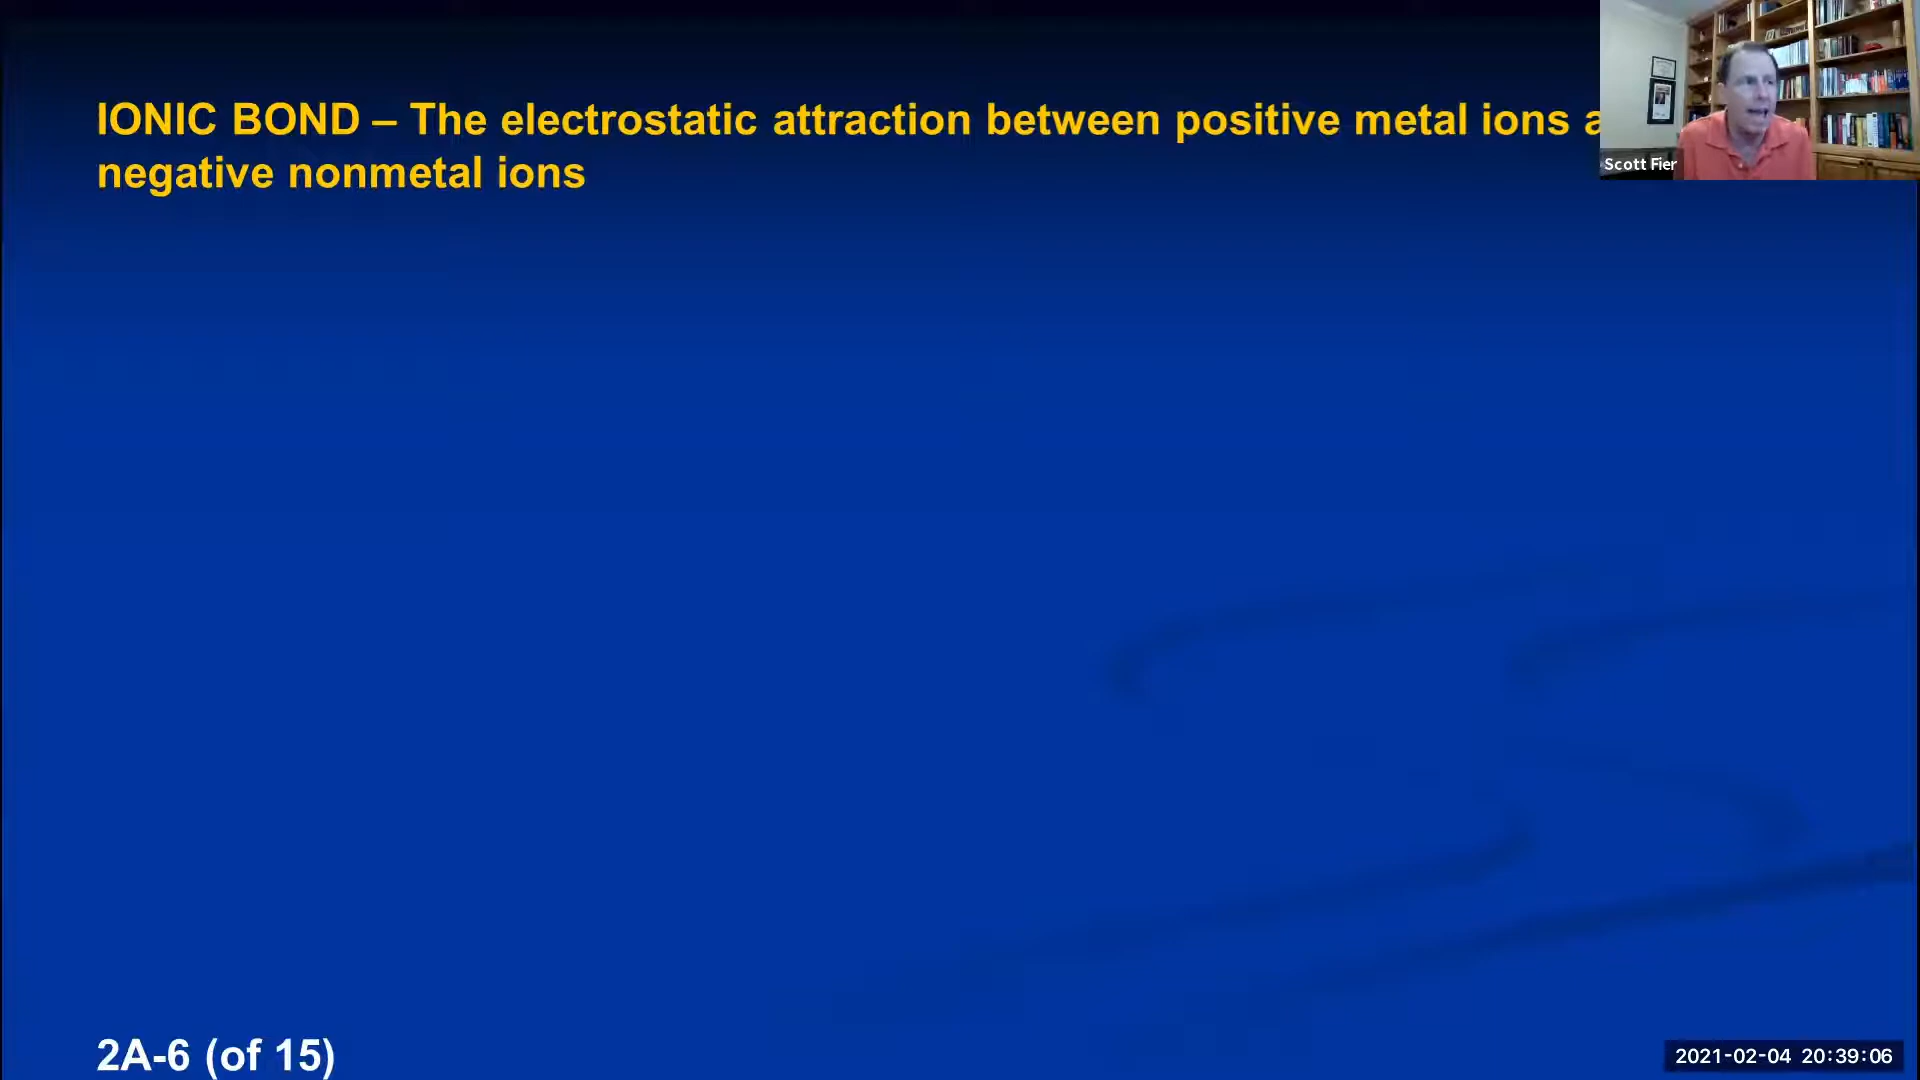 IONIC BOND – The electrostatic attraction between positive metal ions
negative nonmetal ions
Scott Fier
2A-6 (of 15)
2021-02-04 20:39:06